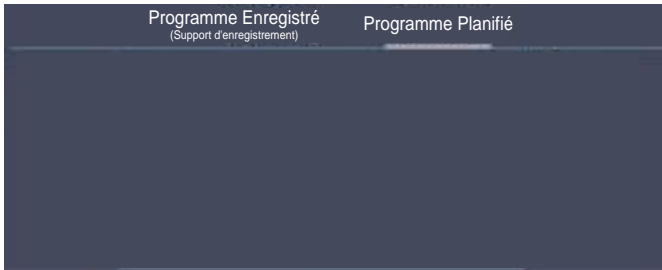 Programme Enregistré
(Support d'enregistrement)
Programme Planifié